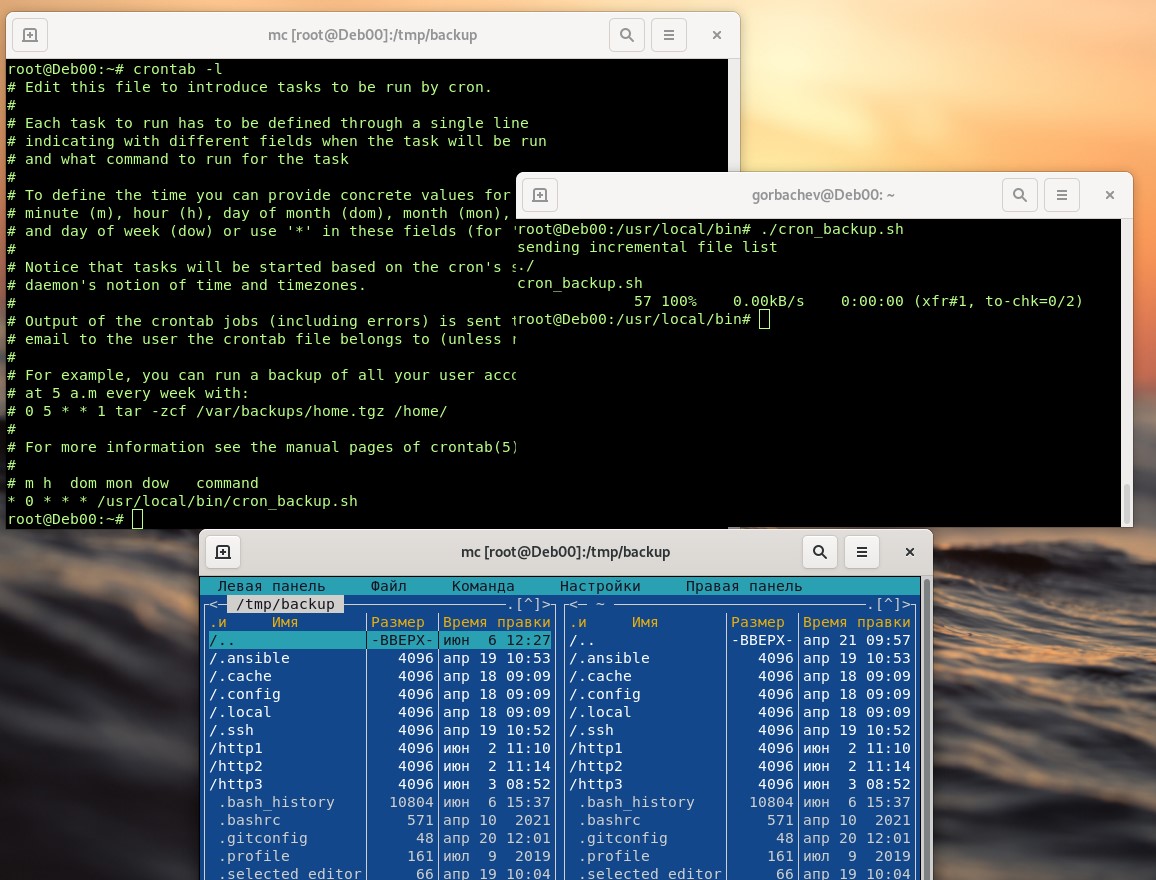 mc [root@Deb00]:/tmp/backup
root@Deb00:~# crontab -l
# Edit this file to introduce tasks to be run by cron.
#
# Each task to run has to be defined through a single line
# indicating with different fields when the task will be run
# and what command to run for the task
#
# To define the time you can provide concrete values for
# minute (m), hour (h), day of month (dom), month (mon),
# and day of week (dow) or use '*' in these fields (for
#
# Notice that tasks will be started based on the cron's
# daemon's notion of time and timezones.
#
# Output of the crontab jobs (including errors) is sent
# email to the user the crontab file belongs to (unless
#
# For example, you can run a backup of all your user
# at 5 a.m every week with:
# 0 5 * * 1 tar -zcf /var/backups/home.tgz /home/
#
# For more information see the manual pages of crontab(5)
#
# m h  dom mon dow   command
* 0 * * * /usr/local/bin/cron_backup.sh
root@Deb00:~#
gorbachev@Deb00: ~
root@Deb00:/usr/local/bin# ./cron_backup.sh
sending incremental file list
./
cron_backup.sh
57 100%    0.00kB/s    0:00:00 (xfr#1, to-chk=0/2)
root@Deb00:/usr/local/bin#
mc [root@Deb00]:/tmp/backup
Левая панель     Файл     Команда     Настройки     Правая панель
<─ /tmp/backup ─.[^]> <─ ~ ─.[^]>
.и Имя Размер Время правки .и Имя Размер Время правки
/.. -ВВЕРХ- июн  6 12:27 /.. -ВВЕРХ- апр 21 09:57
/.ansible 4096 апр 19 10:53 /.ansible 4096 апр 19 10:53
/.cache 4096 апр 18 09:09 /.cache 4096 апр 18 09:09
/.config 4096 апр 18 09:09 /.config 4096 апр 18 09:09
/.local 4096 апр 18 09:09 /.local 4096 апр 18 09:09
/.ssh 4096 апр 19 10:52 /.ssh 4096 апр 19 10:52
/http1 4096 июн  2 11:10 /http1 4096 июн  2 11:10
/http2 4096 июн  2 11:14 /http2 4096 июн  2 11:14
/http3 4096 июн  3 08:52 /http3 4096 июн  3 08:52
.bash_history 10804 июн  6 15:37 .bash_history 10804 июн  6 15:37
.bashrc 571 апр 10  2021 .bashrc 571 апр 10  2021
.gitconfig 48 апр 20 12:01 .gitconfig 48 апр 20 12:01
.profile 161 июл  9  2019 .profile 161 июл  9  2019
.selected_editor 66 апр 19 10:04 .selected_editor 66 апр 19 10:04